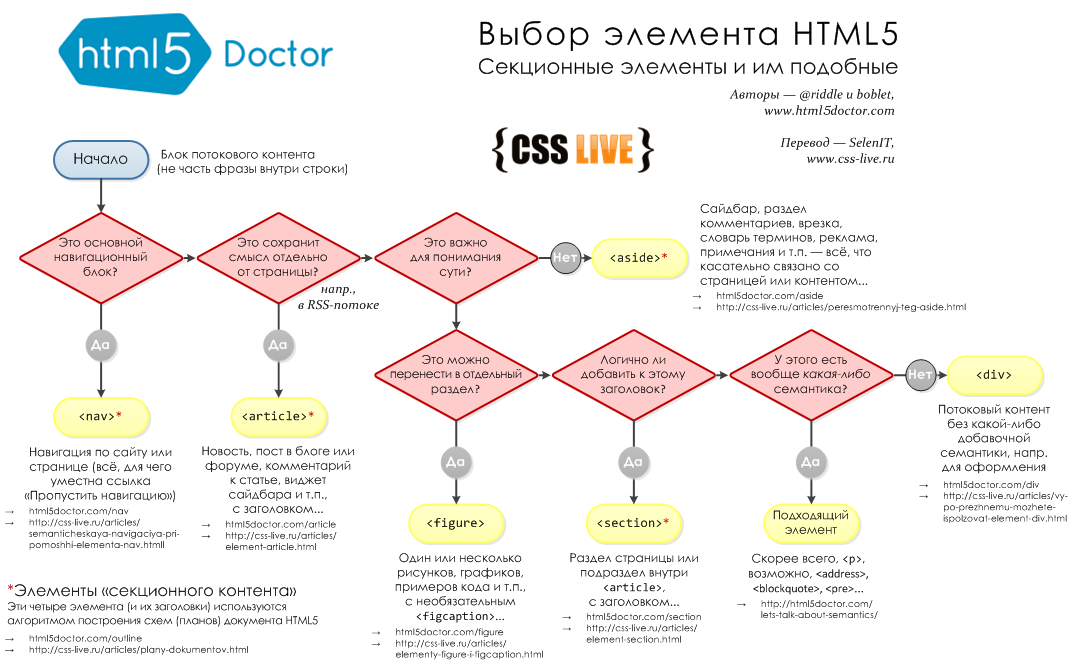 html5 Doctor
Выбор элемента HTML5
Секционные элементы и им подобные
Авторы — @riddle и boblet,
www.html5doctor.com
Перевод — SelenIT,
www.css-live.ru
{CSS LIVE}
Начало
Блок потокового контента
(не часть фразы внутри строки)
Это основной
навигационный
блок?
Это сохранит
смысл отдельно
от страницы?
напр.,
в RSS-потоке
Это важно
для понимания
сути?
Нет
<aside>*
Сайдбар, раздел
комментариев, врезка,
словарь терминов, реклама,
примечания и т.п. — всё, что
касательно связано со
страницей или контентом...
→ html5doctor.com/aside
→ http://css-live.ru/articles/peresmotrennyj-teg-aside.html
Да
Да
<nav>*
Навигация по сайту или
странице (всё, для чего
уместна ссылка
«Пропустить навигацию»)
→ html5doctor.com/nav
→ http://css-live.ru/articles/
semanticheskaya-navigaciya-pri-
pomoshhi-elementa-nav.htmll
<article>*
Новость, пост в блоге или
форуме, комментарий
к статье, виджет
сайдбара и т.п.,
с заголовком...
→ html5doctor.com/article
→ http://css-live.ru/articles/
element-article.html
Это можно
перенести в отдельный
раздел?
Логично ли
добавить к этому
заголовок?
У этого есть
вообще какая-либо
семантика?
Нет
<div>
Потоковый контент
без какой-либо
добавочной
семантики, напр.
для оформления
→ html5doctor.com/div
→ http://css-live.ru/articles/vy-
po-prezhnemu-mozhete-
ispolzovat-element-div.html
Да
Да
Да
<figure>
Один или несколько
рисунков, графиков,
примеров кода и т.п.,
с необязательным
<figcaption>...
→ html5doctor.com/figure
→ http://css-live.ru/articles/
elementy-figure-i-figcaption.html
<section>*
Раздел страницы или
подраздел внутри
<article>,
с заголовком...
→ html5doctor.com/section
→ http://css-live.ru/articles/
element-section.html
Подходящий
элемент
Скорее всего, <p>,
возможно, <address>,
<blockquote>, <pre>...
→ http://html5doctor.com/
lets-talk-about-semantics/
*Элементы «секционного контента»
Эти четыре элемента (и их заголовки) используются
алгоритмом построения схем (планов) документа HTML5
→ html5doctor.com/outline
→ http://css-live.ru/articles/plany-dokumentov.html